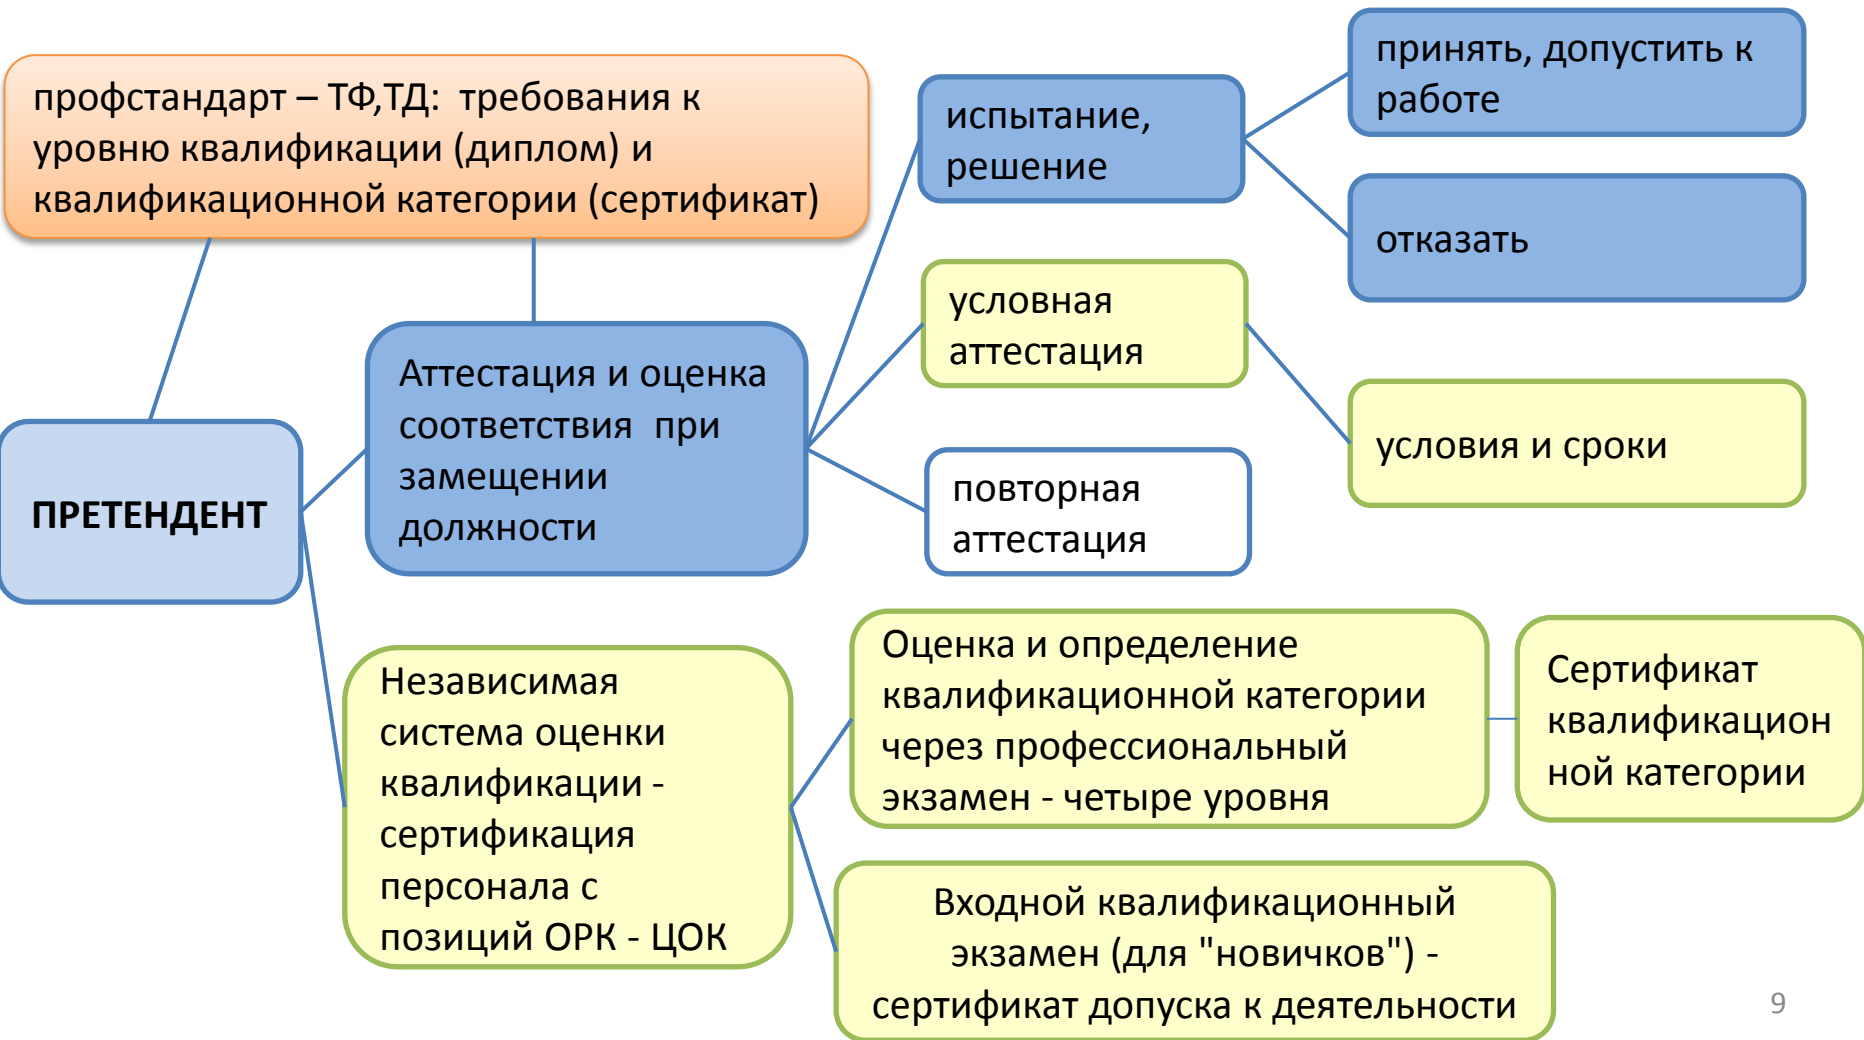 профстандарт – ТФ,ТД: требования к
уровню квалификации (диплом) и
квалификационной категории (сертификат)
ПРЕТЕНДЕНТ
Аттестация и оценка
соответствия при
замещении
должности
испытание,
решение
принять, допустить к
работе
отказать
условная
аттестация
условия и сроки
повторная
аттестация
Независимая
система оценки
квалификации -
сертификация
персонала с
позиций ОРК - ЦОК
Оценка и определение
квалификационной категории
через профессиональный
экзамен - четыре уровня
Сертификат
квалификацион
ной категории
Входной квалификационный
экзамен (для "новичков") -
сертификат допуска к деятельности
9